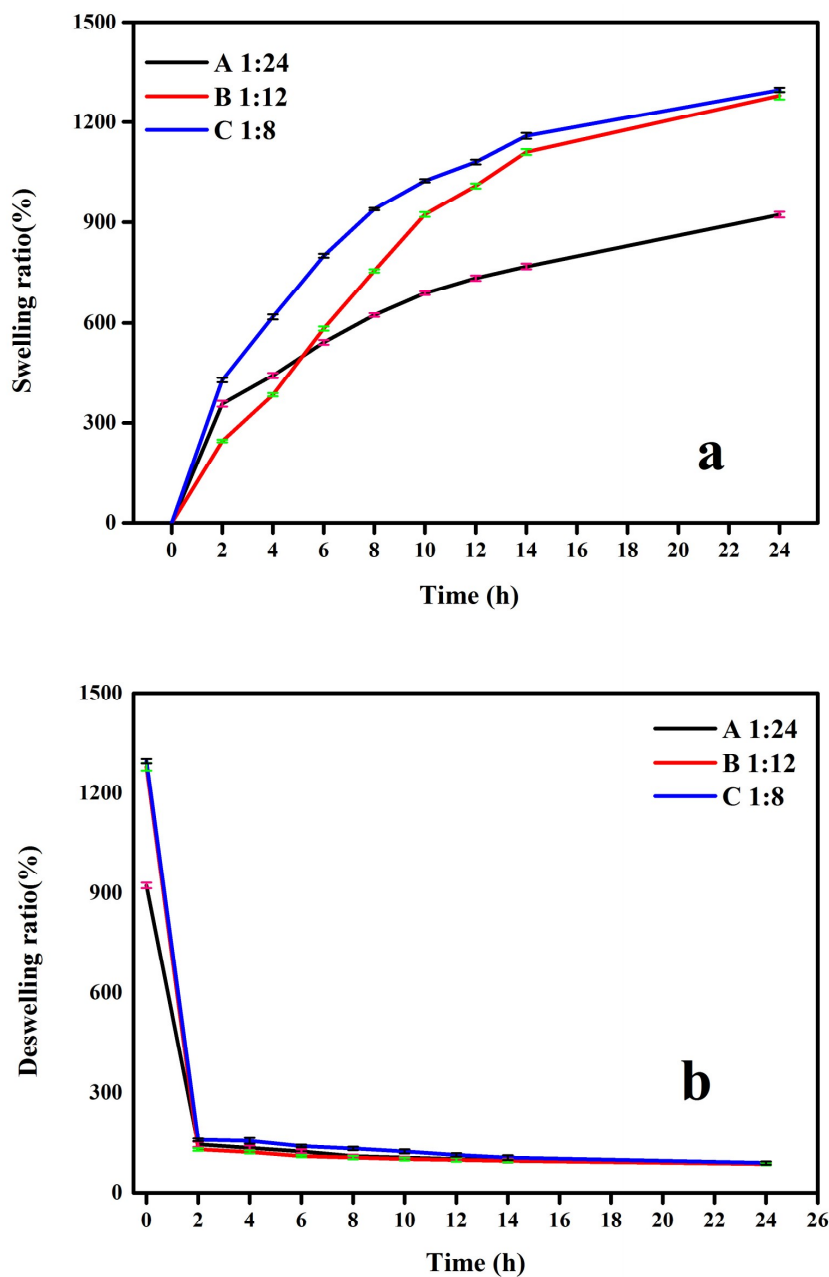 1500
1200
900
600
300
0
Swelling ratio(%)
A 1:24
B 1:12
C 1:8
a
0 2 4 6 8 10 12 14 16 18 20 22 24
Time (h)
1500
1200
900
600
300
0
Deswelling ratio(%)
A 1:24
B 1:12
C 1:8
b
0 2 4 6 8 10 12 14 16 18 20 22 24 26
Time (h)